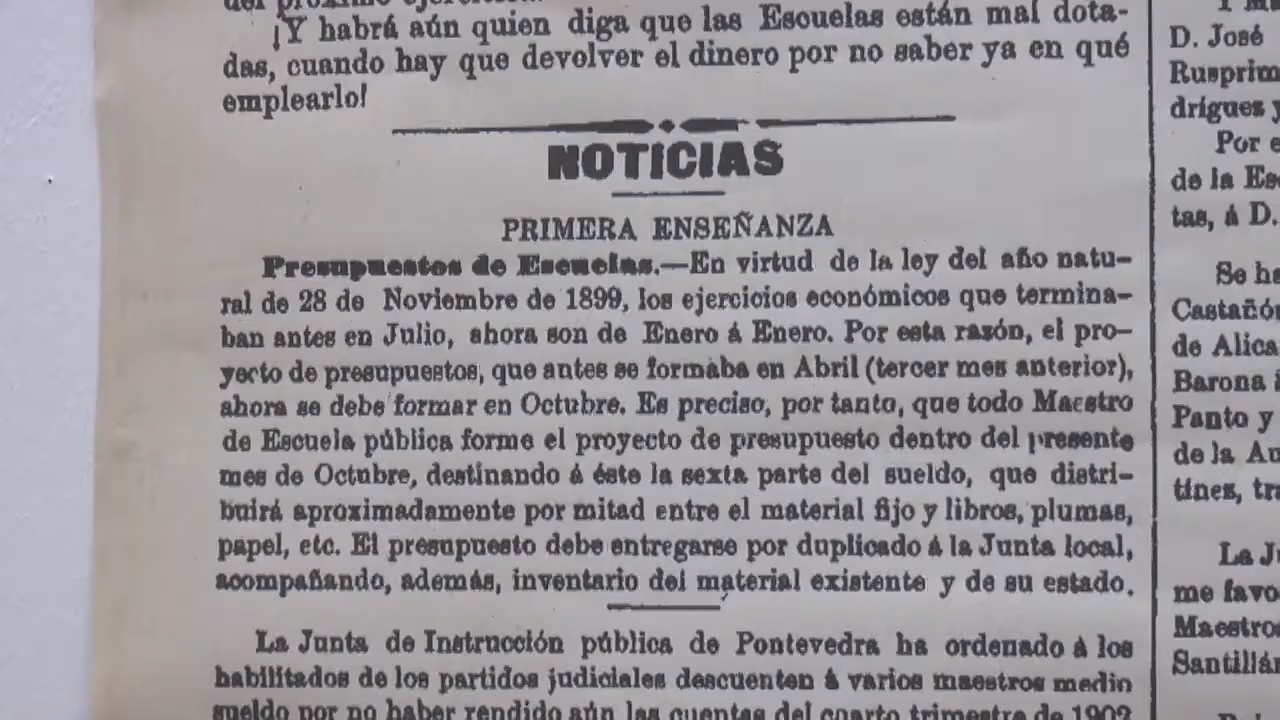 del próximo
¡Y habrá aún quien diga que las Escuelas están mal dota-
das, cuando hay que devolver el dinero por no saber ya en qué
emplearlo!
NOTICIAS
PRIMERA ENSEÑANZA
Presupuestos de Escuelas.—En virtud de la ley del año natu-
ral de 28 de Noviembre de 1899, los ejercicios económicos que termina-
ban antes en Julio, ahora son de Enero á Enero. Por esta razón, el pro-
yecto de presupuestos, que antes se formaba en Abril (tercer mes anterior),
ahora se debe formar en Octubre. Es preciso, por tanto, que todo Maestro
de Escuela pública forme el proyecto de presupuesto dentro del presente
mes de Octubre, destinando á éste la sexta parte del sueldo, que distri-
buirá aproximadamente por mitad entre el material fijo y libros, plumas,
papel, etc. El presupuesto debe entregarse por duplicado á la Junta local,
acompañando, además, inventario del material existente y de su estado.
La Junta de Instrucción pública de Pontevedra ha ordenado á los
habilitados de los partidos judiciales descuenten á varios maestros medio
sueldo por no haber rendido aún las cuentas del cuarto trimestre de 1902
D. José
Rusprim
drigues y
Por e
de la Es
tas, á D.
Se ha
Castañón
de Alica
Barona
Panto y
de la Au
tines, tra
La Ju
me favo
Maestros
Santillán